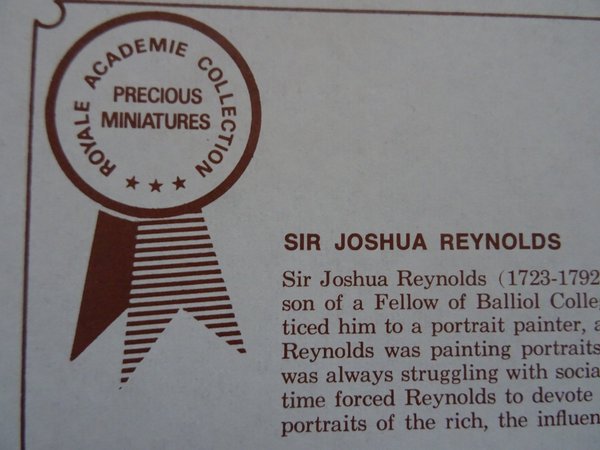 ROYALE ACADEMIE COLLECTION
PRECIOUS
MINIATURES
SIR JOSHUA REYNOLDS
Sir Joshua Reynolds (1723-1792
son of a Fellow of Balliol Colle
ticed him to a portrait painter, a
Reynolds was painting portraits
was always struggling with social
time forced Reynolds to devote
portraits of the rich, the influen